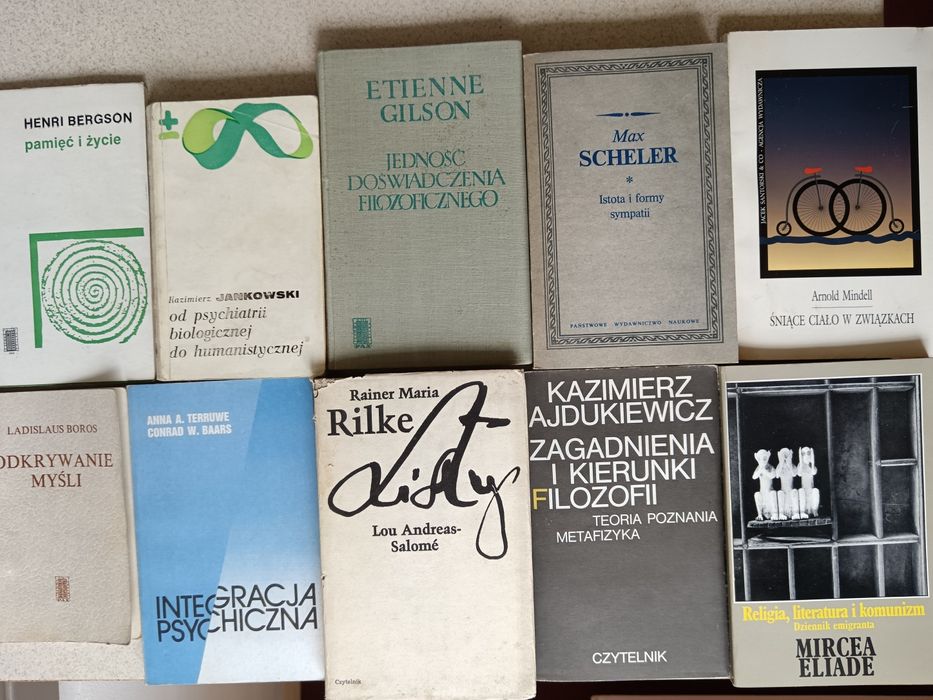 HENRI BERGSON
pamięć i życie
Kazimierz JANKOWSKI
od psychiatrii
biologicznej
do humanistycznej
ETIENNE
GILSON
JEDNOŚĆ
DOŚWIADCZENIA
FILOZOFICZNEGO
Max
SCHELER
*
Istota i formy
sympatii
PAŃSTWOWE WYDAWNICTWO NAUKOWE
JACEK SANTORSKI & CO · AGENCJA WYDAWNICZA
Arnold Mindell
ŚNIĄCE CIAŁO W ZWIĄZKACH
LADISLAUS BOROS
ODKRYWANIE
MYŚLI
ANNA A. TERRUWE
CONRAD W. BAARS
INTEGRACJA
PSYCHICZNA
Rainer Maria
Rilke
Listy
Lou Andreas-
Salomé
Czytelnik
KAZIMIERZ
AJDUKIEWICZ
ZAGADNIENIA
I KIERUNKI
FILOZOFII
TEORIA POZNANIA
METAFIZYKA
CZYTELNIK
Religia, literatura i komunizm
Dziennik emigranta
MIRCEA
ELIADE